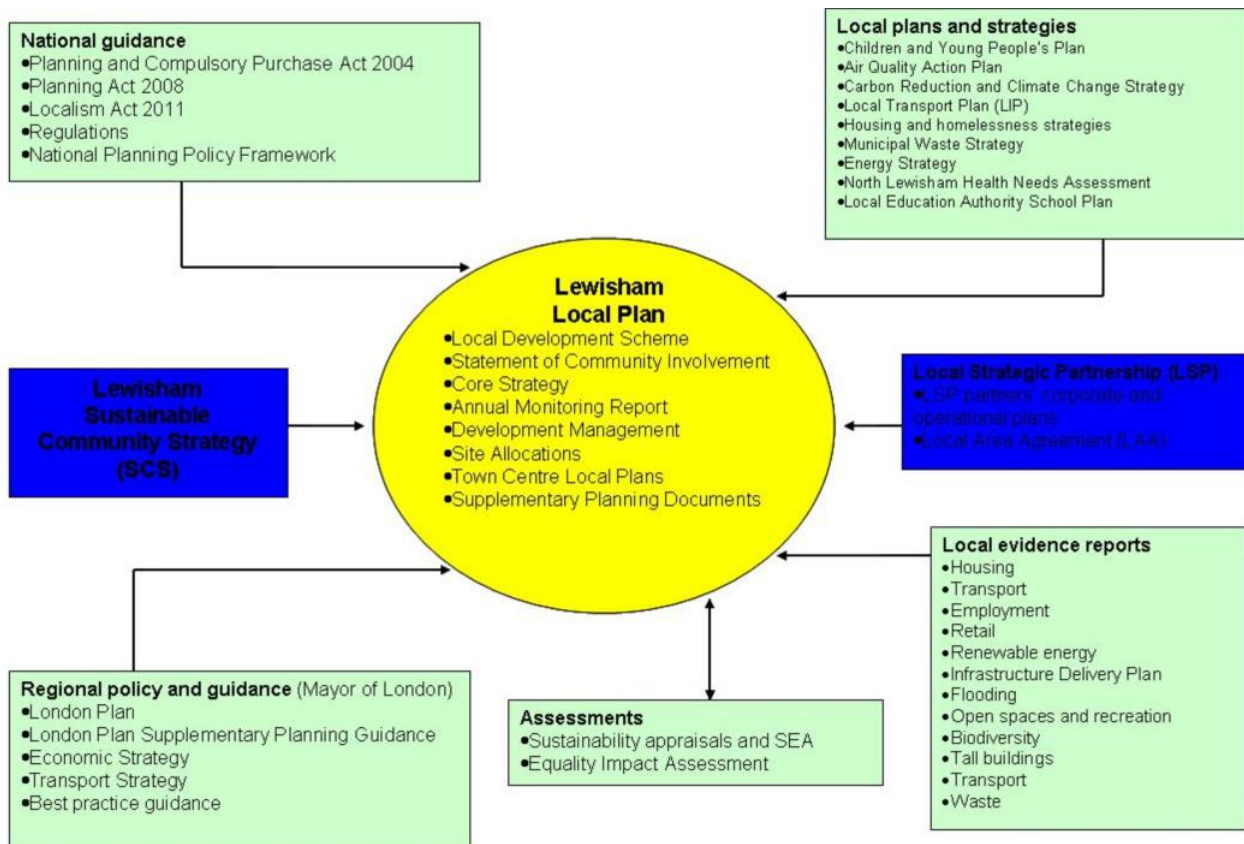 National guidance
•Planning and Compulsory Purchase Act 2004
•Planning Act 2008
•Localism Act 2011
•Regulations
•National Planning Policy Framework
Local plans and strategies
•Children and Young People's Plan
•Air Quality Action Plan
•Carbon Reduction and Climate Change Strategy
•Local Transport Plan (LIP)
•Housing and homelessness strategies
•Municipal Waste Strategy
•Energy Strategy
•North Lewisham Health Needs Assessment
•Local Education Authority School Plan
Lewisham
Local Plan
•Local Development Scheme
•Statement of Community Involvement
•Core Strategy
•Annual Monitoring Report
•Development Management
•Site Allocations
•Town Centre Local Plans
•Supplementary Planning Documents
Lewisham
Sustainable
Community Strategy
(SCS)
Local Strategic Partnership (LSP)
•LSP partners' corporate and
operational plans
•Local Area Agreement (LAA)
Regional policy and guidance (Mayor of London)
•London Plan
•London Plan Supplementary Planning Guidance
•Economic Strategy
•Transport Strategy
•Best practice guidance
Assessments
•Sustainability appraisals and SEA
•Equality Impact Assessment
Local evidence reports
•Housing
•Transport
•Employment
•Retail
•Renewable energy
•Infrastructure Delivery Plan
•Flooding
•Open spaces and recreation
•Biodiversity
•Tall buildings
•Transport
•Waste